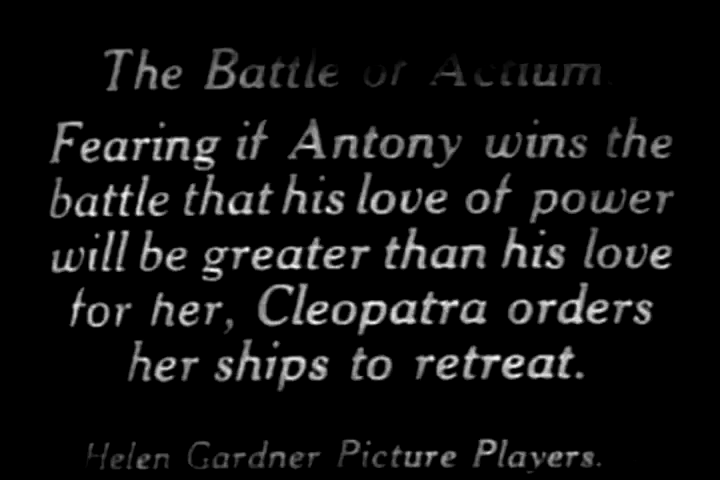 The Battle of Actium.
Fearing if Antony wins the
battle that his love of power
will be greater than his love
for her, Cleopatra orders
her ships to retreat.
Helen Gardner Picture Players.